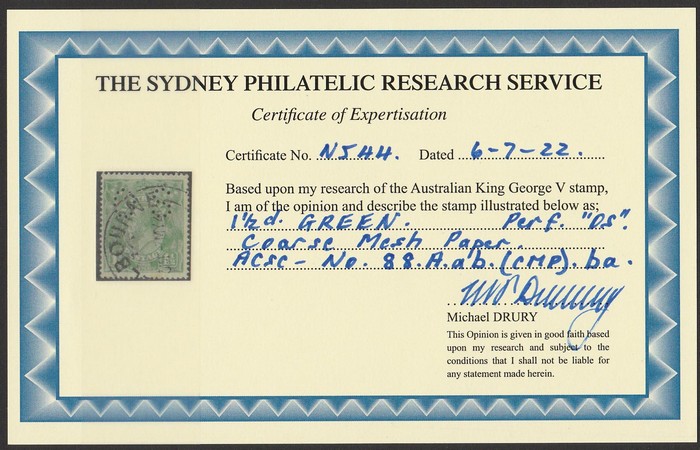 THE SYDNEY PHILATELIC RESEARCH SERVICE
Certificate of Expertisation
Certificate No. N544. Dated 6-7-22.
Based upon my research of the Australian King George V stamp,
I am of the opinion and describe the stamp illustrated below as;
1½d. GREEN. Perf. "OS".
Coarse Mesh Paper.
ACSC - No. 88.A.ab.(CMP).ba.
Michael DRURY
This Opinion is given in good faith based
upon my research and subject to the
conditions that I shall not be liable for
any statement made herein.